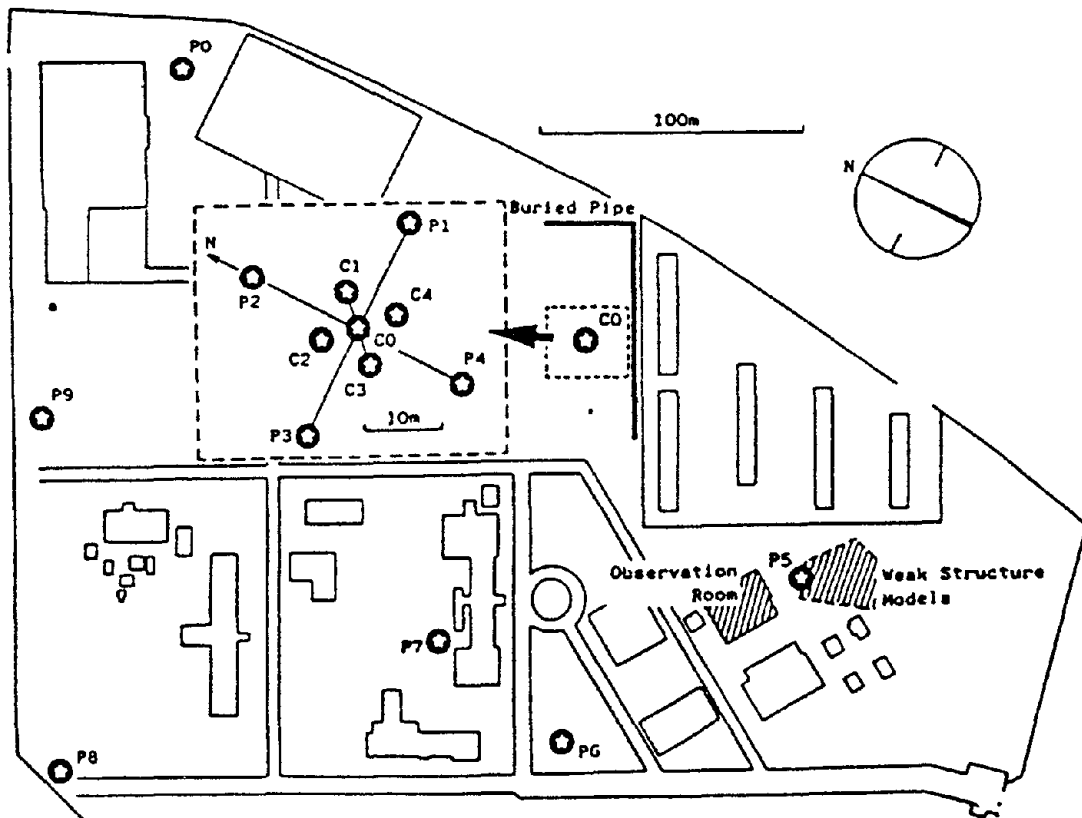 P0
100m
N
Buried Pipe
P1
N
C1
P2
C4
C0
C0
C2
P4
C3
P9
10m
P3
P5
Observation
Room
Weak Structure
Models
P7
P6
P8